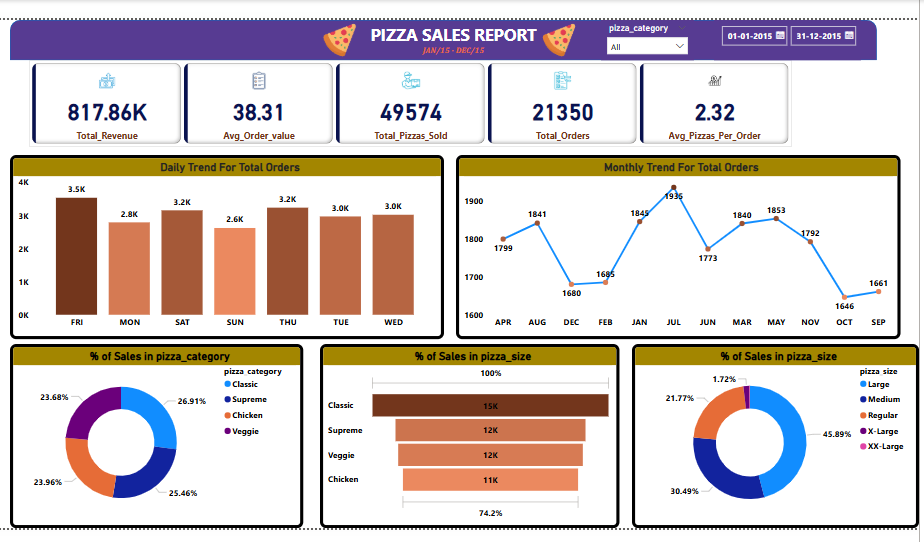 PIZZA SALES REPORT
JAN/15 - DEC/15
pizza_category
All
01-01-2015
31-12-2015
817.86K
Total_Revenue
38.31
Avg_Order_value
49574
Total_Pizzas_Sold
21350
Total_Orders
2.32
Avg_Pizzas_Per_Order
Daily Trend For Total Orders
4K
3K
2K
1K
0K
3.5K
2.8K
3.2K
2.6K
3.2K
3.0K
3.0K
FRI
MON
SAT
SUN
THU
TUE
WED
Monthly Trend For Total Orders
1900
1800
1700
1600
1799
1841
1680
1685
1845
1935
1773
1840
1853
1792
1646
1661
APR
AUG
DEC
FEB
JAN
JUL
JUN
MAR
MAY
NOV
OCT
SEP
% of Sales in pizza_category
pizza_category
Classic
Supreme
Chicken
Veggie
23.68%
26.91%
23.96%
25.46%
% of Sales in pizza_size
100%
Classic
15K
Supreme
12K
Veggie
12K
Chicken
11K
74.2%
% of Sales in pizza_size
pizza_size
Large
Medium
Regular
X-Large
XX-Large
1.72%
21.77%
45.89%
30.49%